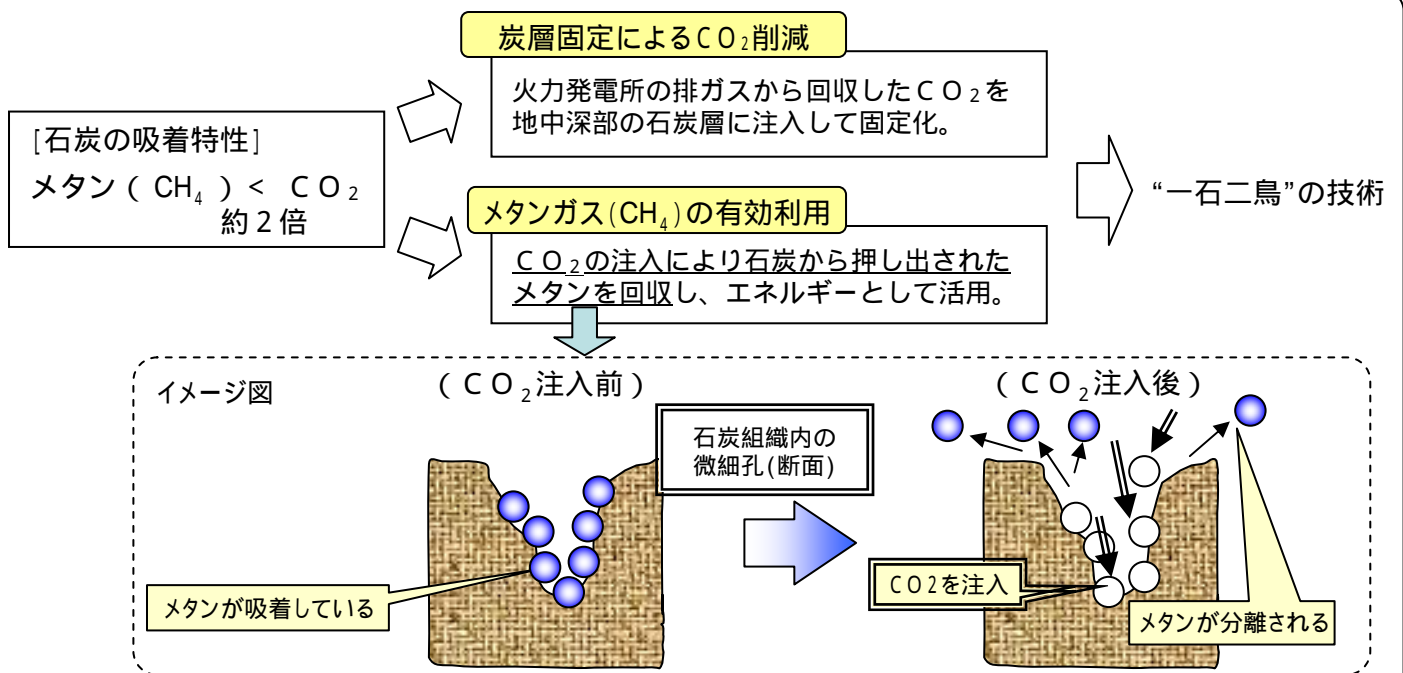 炭層固定によるCO₂削減
火力発電所の排ガスから回収したCO₂を
地中深部の石炭層に注入して固定化。
[石炭の吸着特性]
メタン(CH₄)< CO₂
約2倍
“一石二鳥”の技術
メタンガス(CH₄)の有効利用
CO₂の注入により石炭から押し出された
メタンを回収し、エネルギーとして活用。
イメージ図
(CO₂注入前)
(CO₂注入後)
石炭組織内の
微細孔(断面)
メタンが吸着している
CO2を注入
メタンが分離される